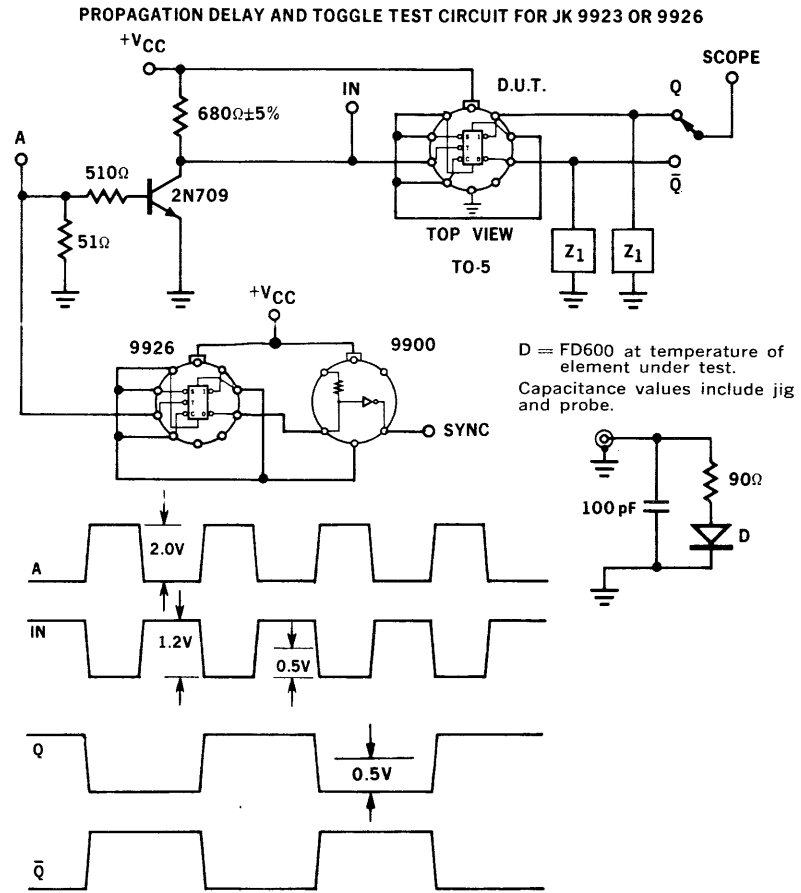 PROPAGATION DELAY AND TOGGLE TEST CIRCUIT FOR JK 9923 OR 9926
+VCC
SCOPE
D.U.T.
Q
IN
680Ω±5%
A
510Ω
2N709
Q̅
51Ω
TOP VIEW
Z1
Z1
TO-5
+VCC
9926
9900
SYNC
D = FD600 at temperature of
element under test.
Capacitance values include jig
and probe.
90Ω
100 pF
D
2.0V
A
IN
1.2V
0.5V
Q
0.5V
Q̅